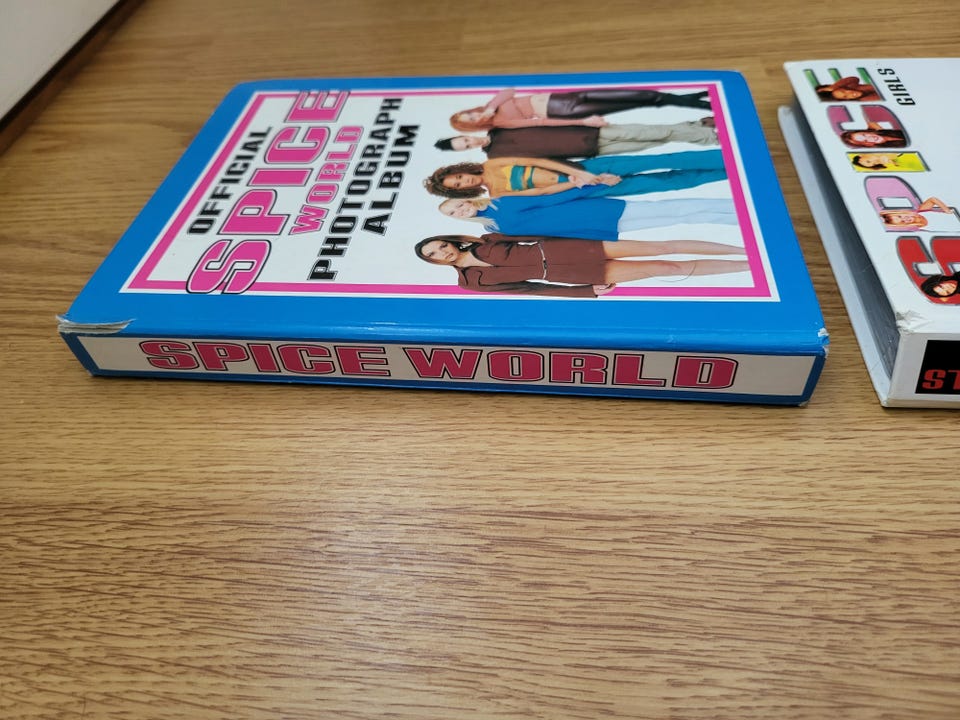 OFFICIAL
SPICE
WORLD
PHOTOGRAPH
ALBUM
SPICE WORLD
SPICE
GIRLS
ST